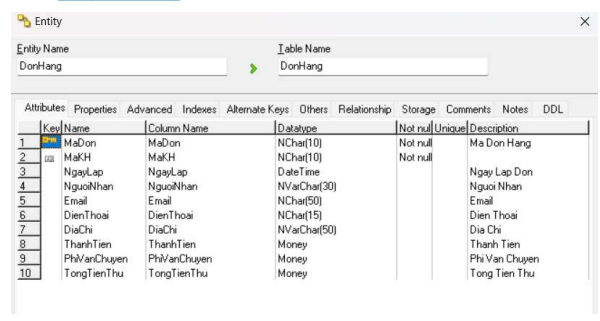 Entity
Entity Name
Table Name
DonHang
DonHang
Attributes Properties Advanced Indexes Alternate Keys Others Relationship Storage Comments Notes DDL
Key Name Column Name Datatype Not nul Unique Description
1 MaDon MaDon NChar(10) Not null Ma Don Hang
2 MaKH MaKH NChar(10) Not null
3 NgayLap NgayLap DateTime Ngay Lap Don
4 NguoiNhan NguoiNhan NVarChar(30) Nguoi Nhan
5 Email Email NChar(50) Email
6 DienThoai DienThoai NChar(15) Dien Thoai
7 DiaChi DiaChi NVarChar(50) Dia Chi
8 ThanhTien ThanhTien Money Thanh Tien
9 PhiVanChuyen PhiVanChuyen Money Phi Van Chuyen
10 TongTienThu TongTienThu Money Tong Tien Thu